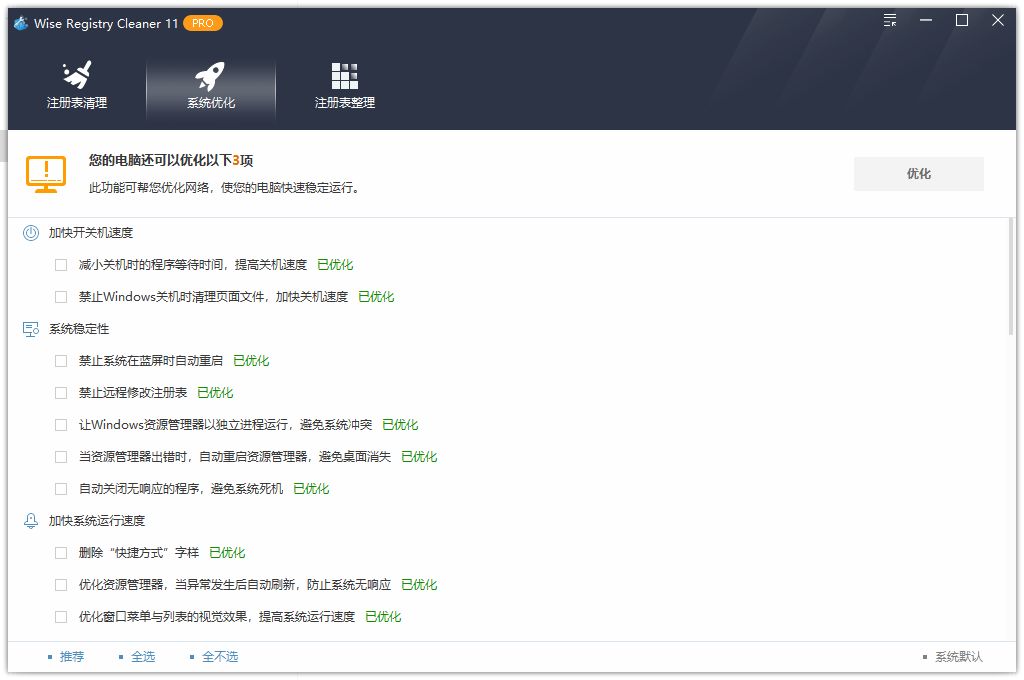 Wise Registry Cleaner 11 PRO
注册表清理 系统优化 注册表整理
您的电脑还可以优化以下3项
此功能可帮您优化网络，使您的电脑快速稳定运行。
优化
加快开关机速度
减小关机时的程序等待时间，提高关机速度 已优化
禁止Windows关机时清理页面文件，加快关机速度 已优化
系统稳定性
禁止系统在蓝屏时自动重启 已优化
禁止远程修改注册表 已优化
让Windows资源管理器以独立进程运行，避免系统冲突 已优化
当资源管理器出错时，自动重启资源管理器，避免桌面消失 已优化
自动关闭无响应的程序，避免系统死机 已优化
加快系统运行速度
删除“快捷方式”字样 已优化
优化资源管理器，当异常发生后自动刷新，防止系统无响应 已优化
优化窗口菜单与列表的视觉效果，提高系统运行速度 已优化
推荐 全选 全不选 系统默认